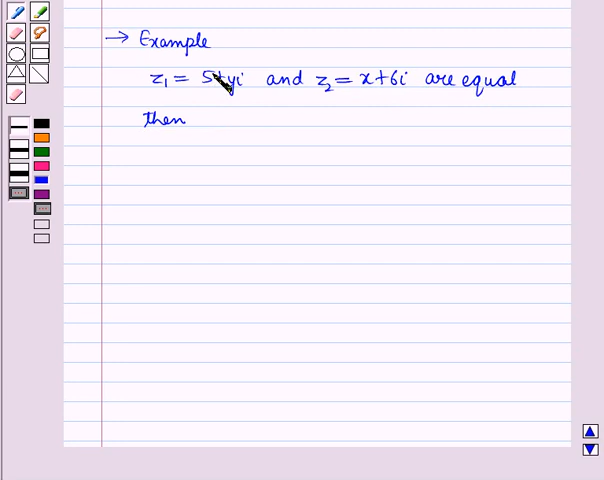 → Example
z₁ = 5+yi and z₂ = x+6i are equal
then